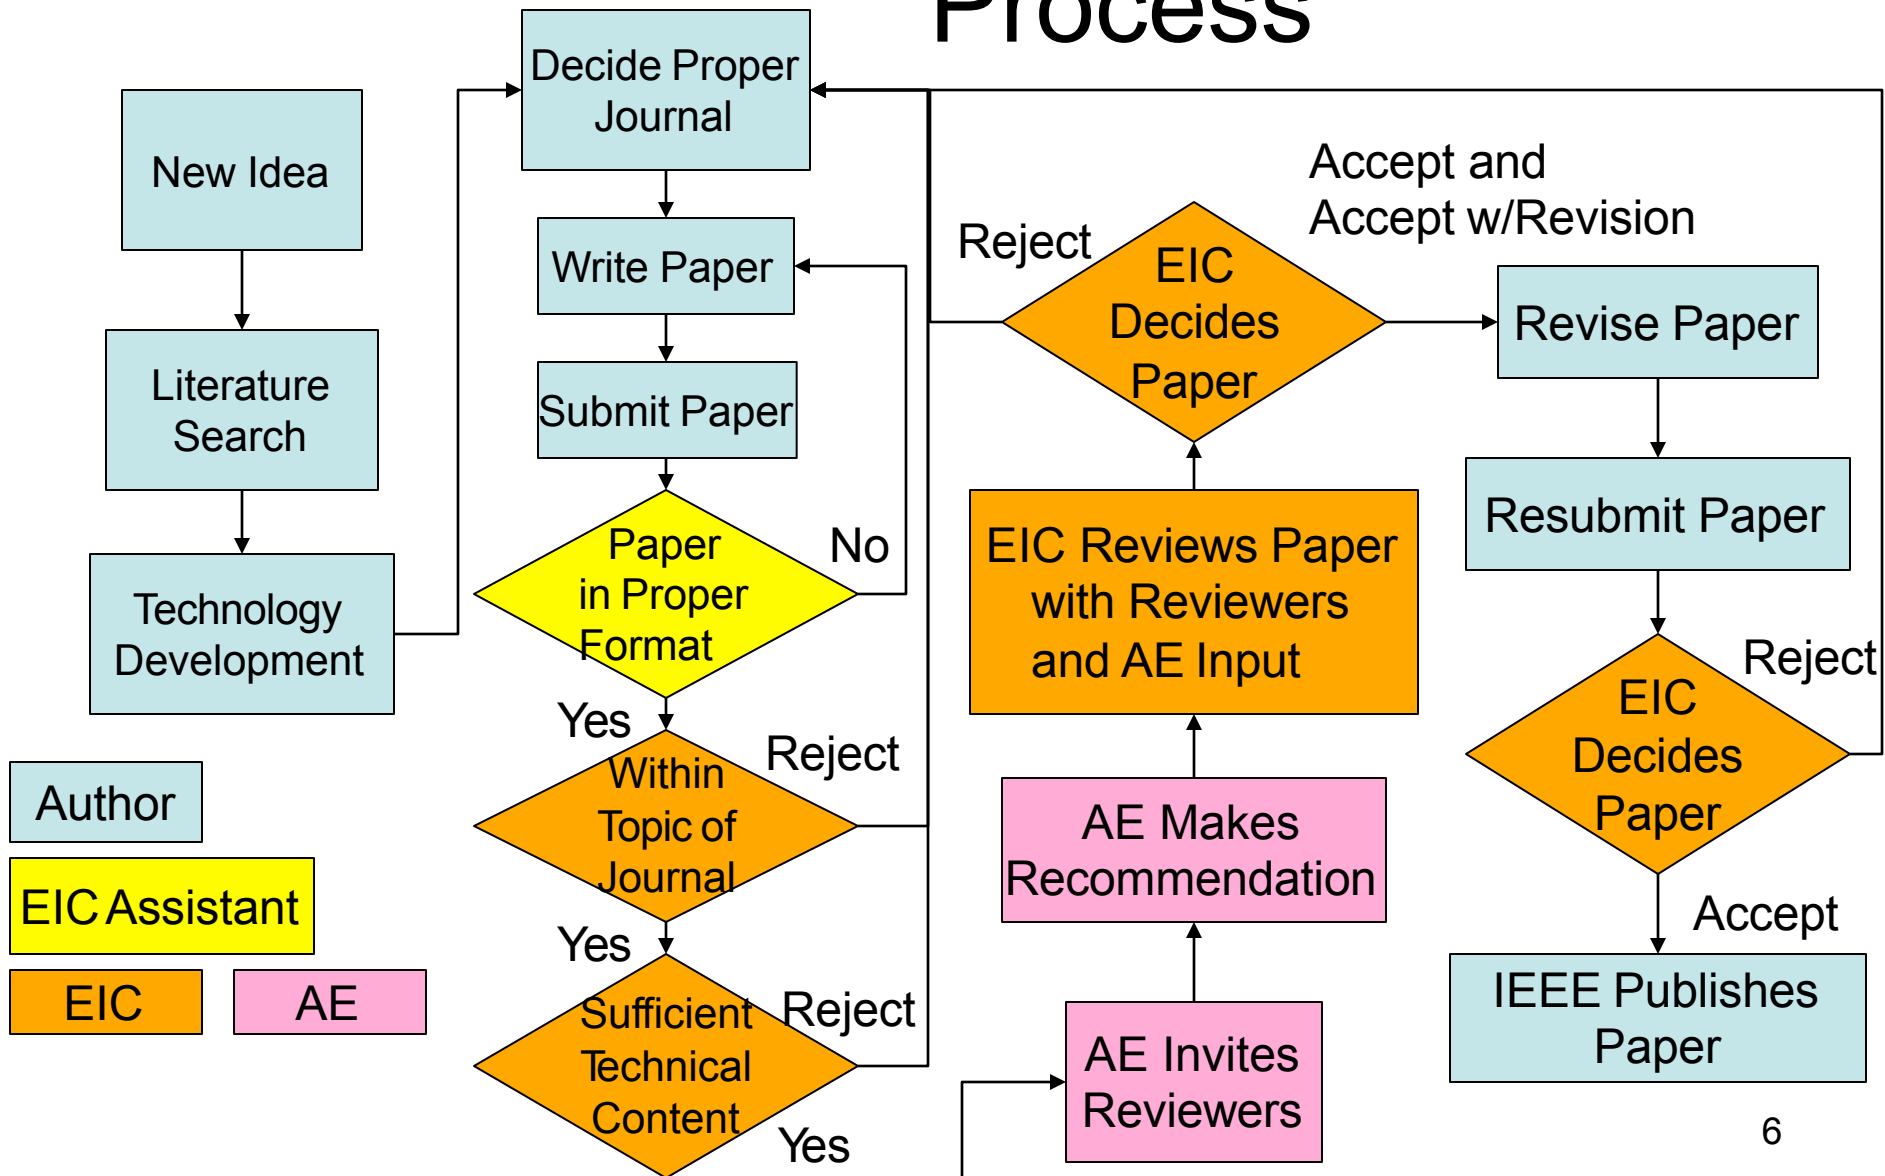 Process
New Idea
Literature
Search
Technology
Development
Decide Proper
Journal
Write Paper
Submit Paper
Paper
in Proper
Format
No
Yes
Within
Topic of
Journal
Reject
Yes
Sufficient
Technical
Content
Reject
Yes
AE Invites
Reviewers
AE Makes
Recommendation
EIC Reviews Paper
with Reviewers
and AE Input
EIC
Decides
Paper
Reject
Accept and
Accept w/Revision
Revise Paper
Resubmit Paper
EIC
Decides
Paper
Reject
Accept
IEEE Publishes
Paper
Author
EIC Assistant
EIC
AE
6